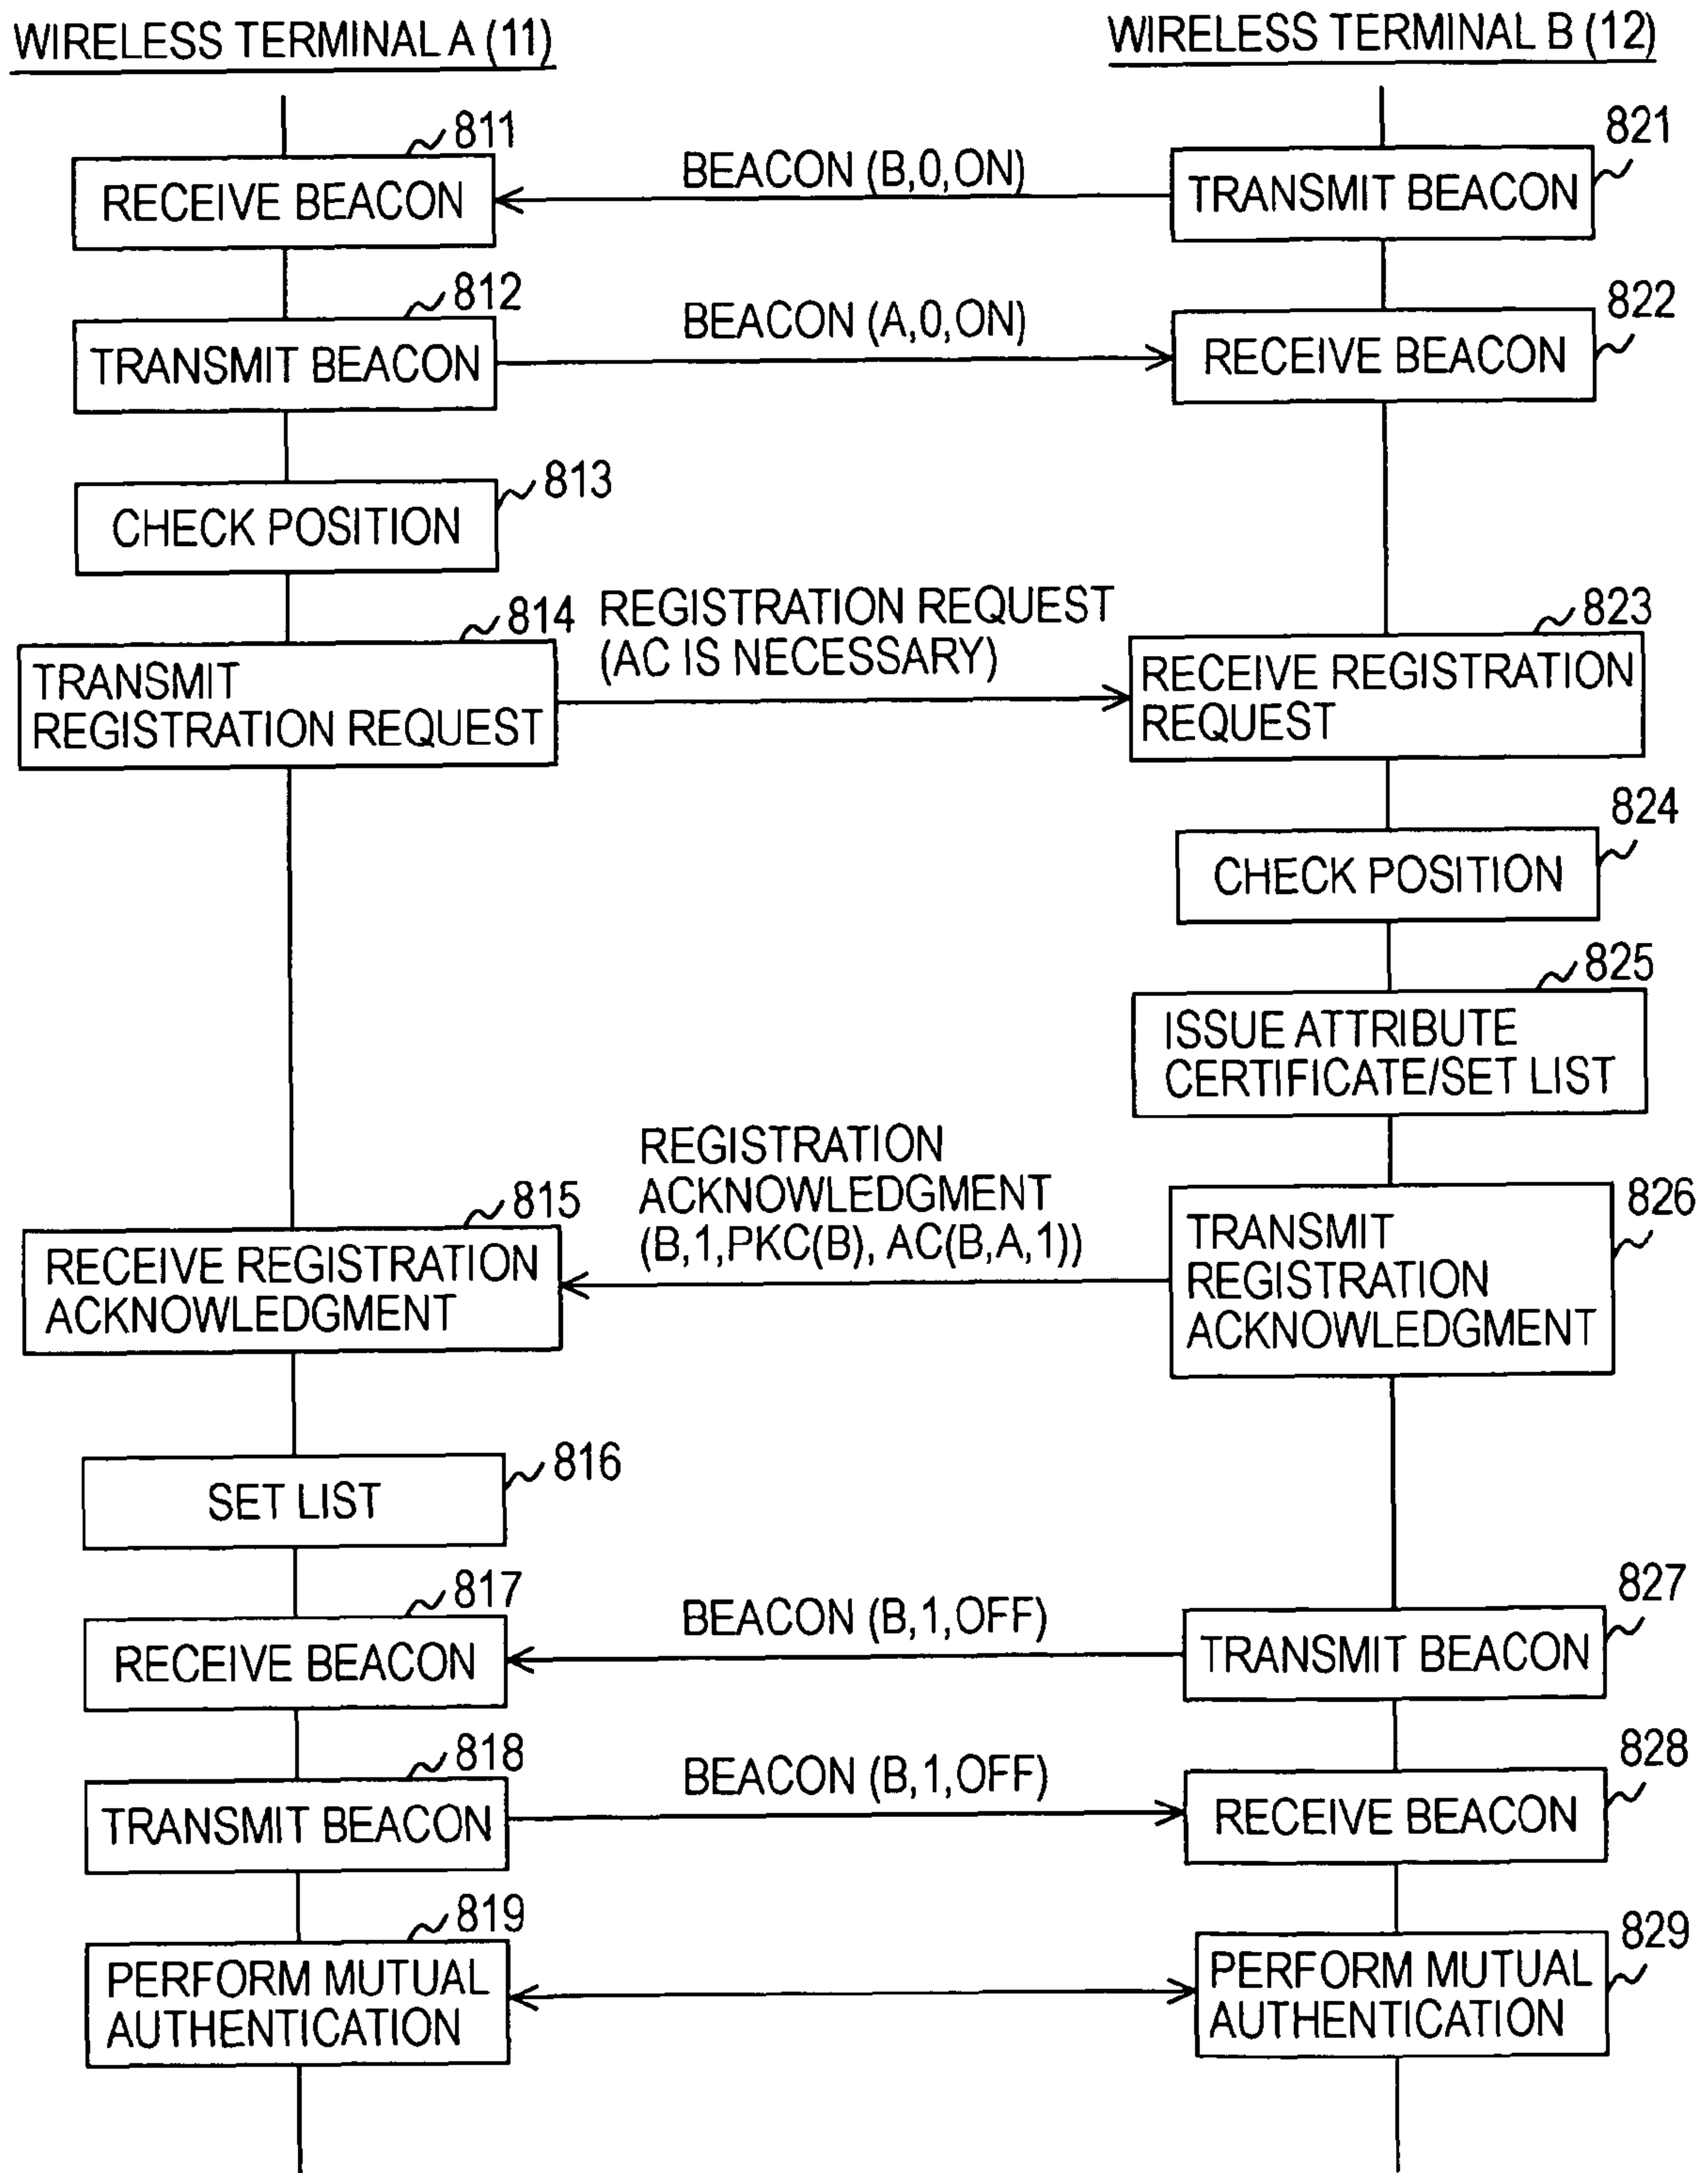 WIRELESS TERMINAL A (11)
WIRELESS TERMINAL B (12)
811
821
RECEIVE BEACON
BEACON (B,0,ON)
TRANSMIT BEACON
812
822
TRANSMIT BEACON
BEACON (A,0,ON)
RECEIVE BEACON
813
CHECK POSITION
814
REGISTRATION REQUEST
(AC IS NECESSARY)
823
TRANSMIT
REGISTRATION REQUEST
RECEIVE REGISTRATION
REQUEST
824
CHECK POSITION
825
ISSUE ATTRIBUTE
CERTIFICATE/SET LIST
REGISTRATION
ACKNOWLEDGMENT
(B,1,PKC(B), AC(B,A,1))
815
826
RECEIVE REGISTRATION
ACKNOWLEDGMENT
TRANSMIT
REGISTRATION
ACKNOWLEDGMENT
816
SET LIST
817
827
RECEIVE BEACON
BEACON (B,1,OFF)
TRANSMIT BEACON
818
828
TRANSMIT BEACON
BEACON (B,1,OFF)
RECEIVE BEACON
819
829
PERFORM MUTUAL
AUTHENTICATION
PERFORM MUTUAL
AUTHENTICATION